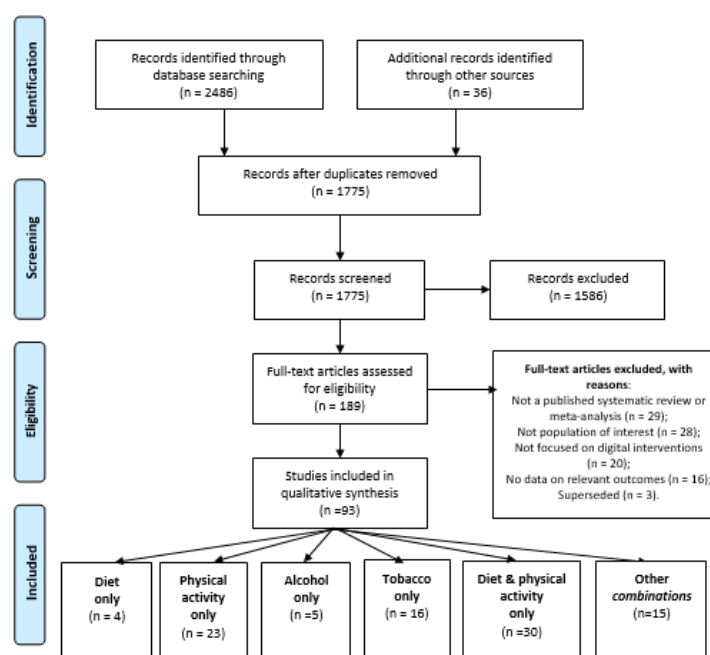 Identification
Records identified through
database searching
(n = 2486)
Additional records identified
through other sources
(n = 36)
Records after duplicates removed
(n = 1775)
Screening
Records screened
(n = 1775)
Records excluded
(n = 1586)
Eligibility
Full-text articles assessed
for eligibility
(n = 189)
Full-text articles excluded, with
reasons:
Not a published systematic review or
meta-analysis (n = 29);
Not population of interest (n = 28);
Not focused on digital interventions
(n = 20);
No data on relevant outcomes (n = 16);
Superseded (n = 3).
Studies included in
qualitative synthesis
(n =93)
Included
Diet
only
(n = 4)
Physical
activity
only
(n = 23)
Alcohol
only
(n =5)
Tobacco
only
(n = 16)
Diet & physical
activity
only
(n =30)
Other
combinations
(n=15)